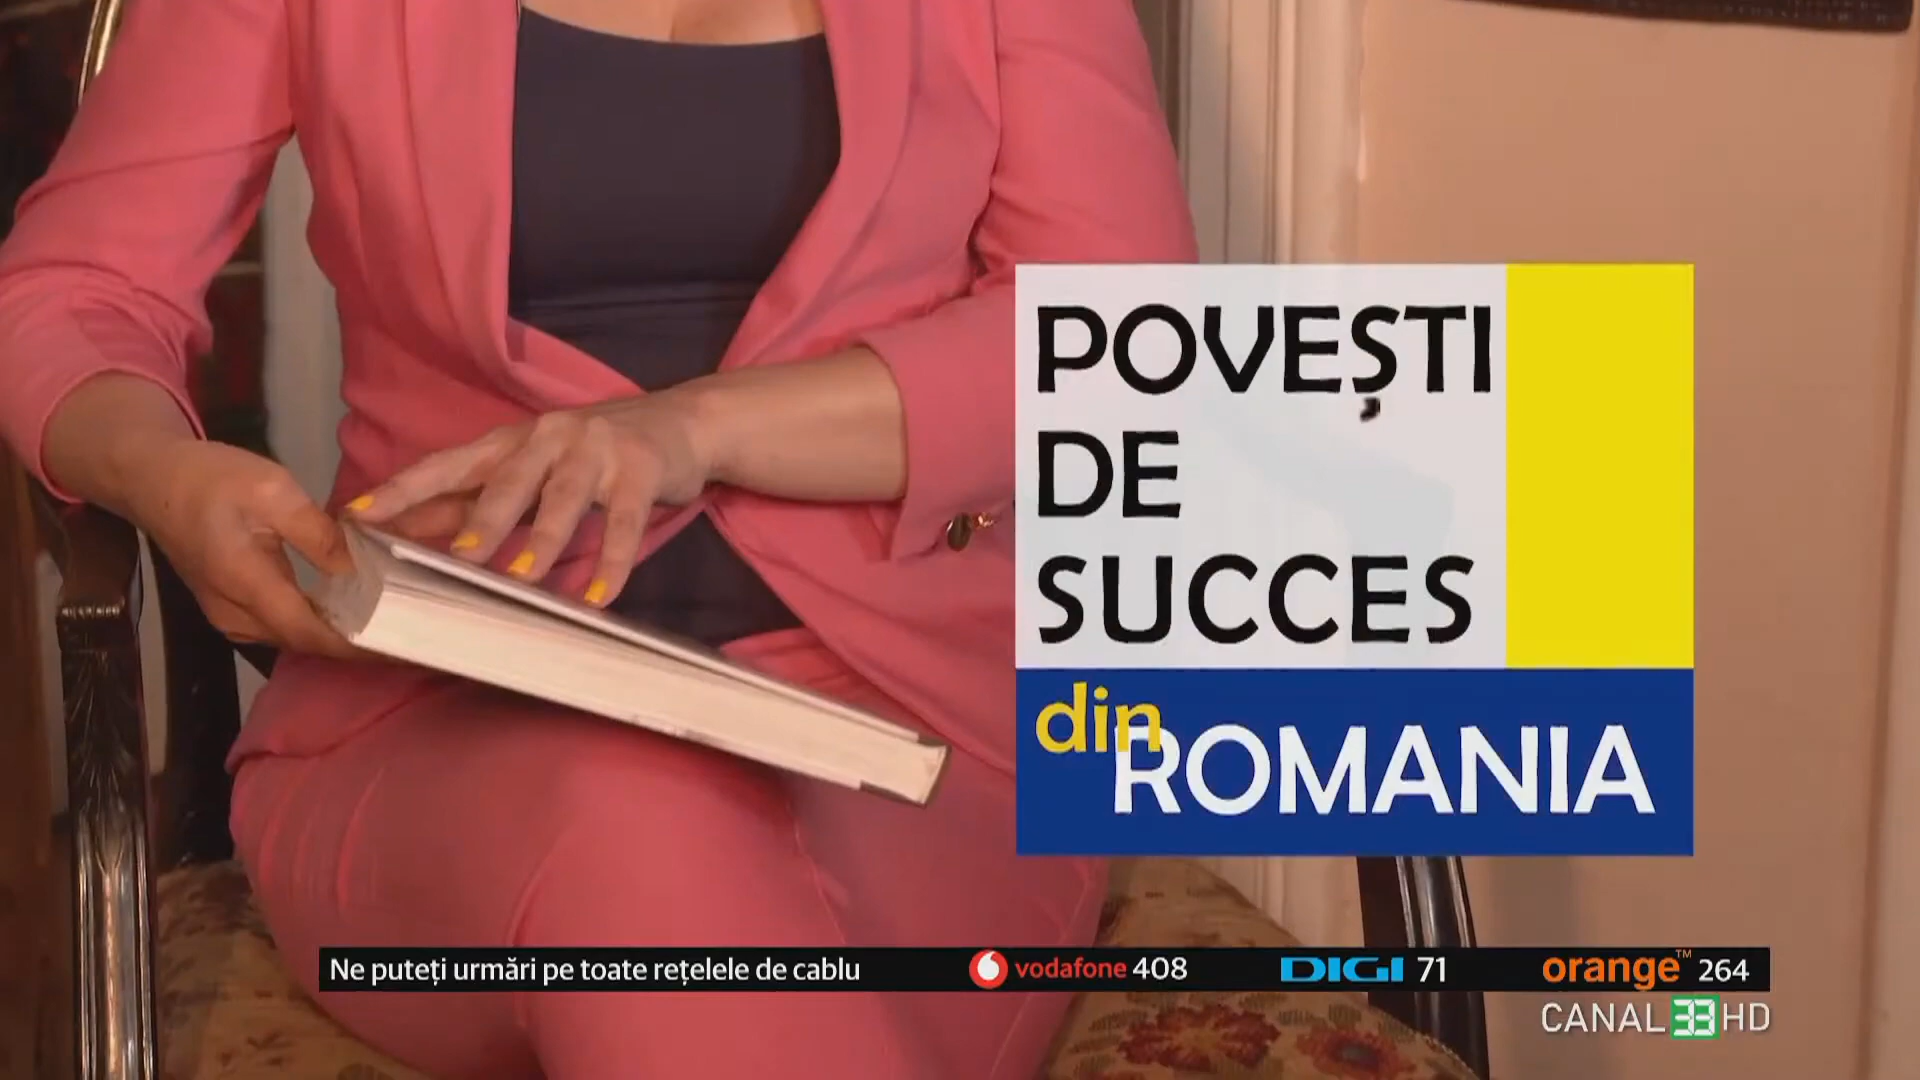 POVEȘTI
DE
SUCCES
din
ROMANIA
Ne puteți urmări pe toate rețelele de cablu vodafone 408 DIGI 71 orange™ 264
CANAL 33 HD